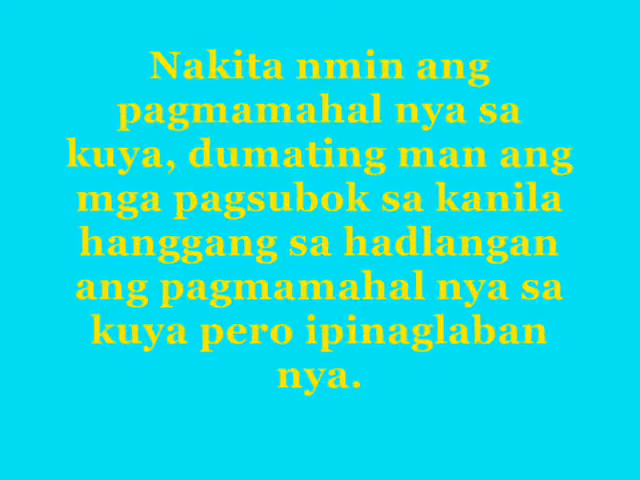 Nakita nmin ang
pagmamahal nya sa
kuya, dumating man ang
mga pagsubok sa kanila
hanggang sa hadlangan
ang pagmamahal nya sa
kuya pero ipinaglaban
nya.